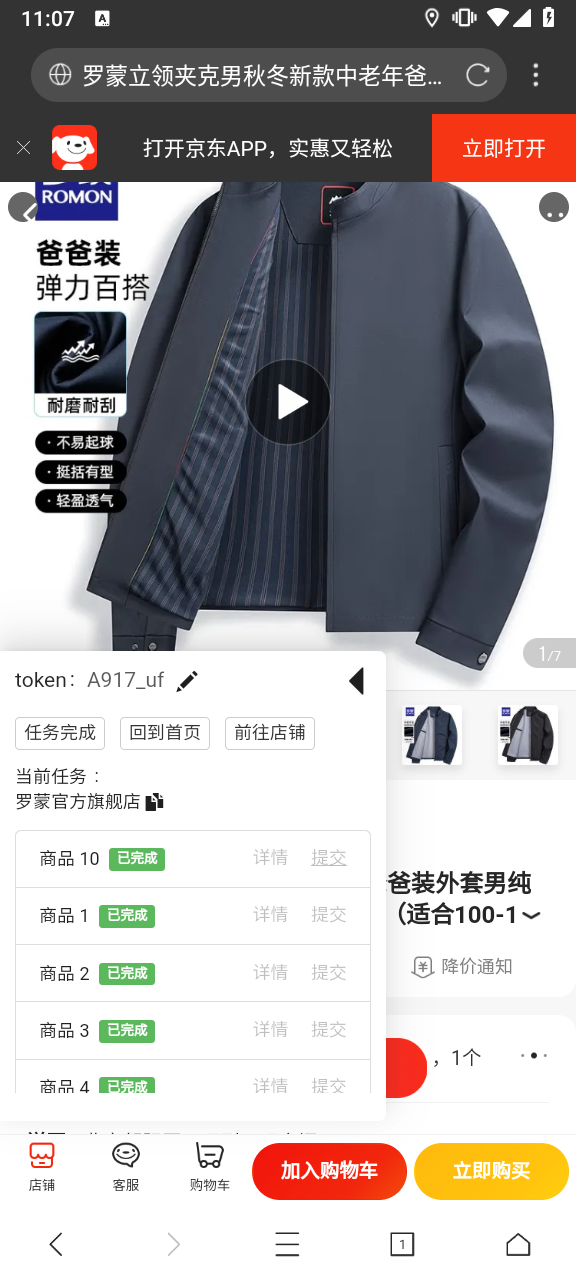 11:07
A
罗蒙立领夹克男秋冬新款中老年爸...
打开京东APP，实惠又轻松
立即打开
ROMON
爸爸装
弹力百搭
耐磨耐刮
· 不易起球
· 挺括有型
· 轻盈透气
1/7
token：A917_uf
任务完成 回到首页 前往店铺
当前任务：
罗蒙官方旗舰店
商品 10 已完成 详情 提交
商品 1 已完成 详情 提交
商品 2 已完成 详情 提交
商品 3 已完成 详情 提交
商品 4 已完成 详情 提交
爸装外套男纯
（适合100-1
降价通知
，1个
店铺
客服
购物车
加入购物车
立即购买
1